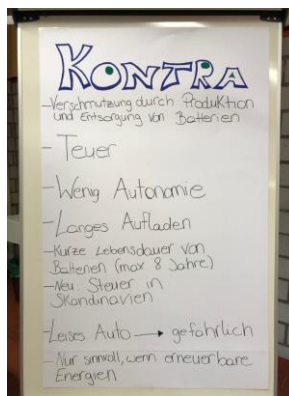 KONTRA
- Verschmutzung durch Produktion
und Entsorgung von Batterien
- Teuer
- Wenig Autonomie
- Langes Aufladen
- Kurze Lebensdauer von
Batterien (max 8 Jahre)
- Neu: Steuer in
Skandinavien
- Leises Auto → gefährlich
- Nur sinnvoll, wenn erneuerbare
Energien